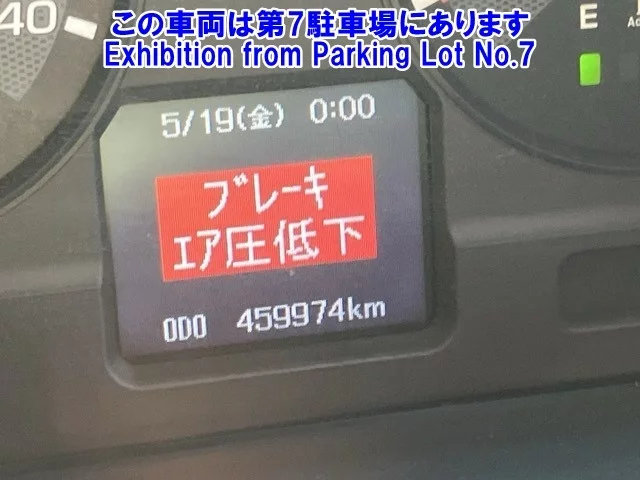 この車両は第7駐車場にあります
Exhibition from Parking Lot No.7
40
E
5/19(金) 0:00
ブレーキ
エア圧低下
ODO 459974km